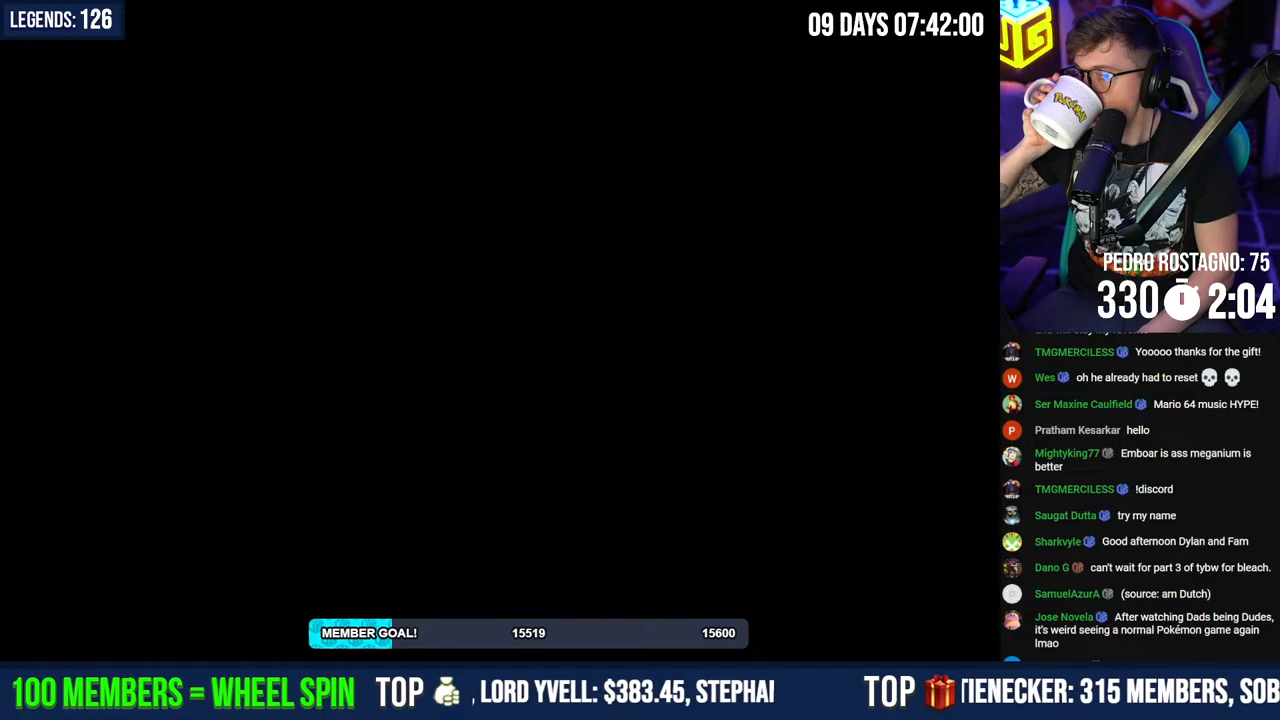 LEGENDS: 126
09 DAYS 07:42:00
POKÉMON
PEDRO ROSTAGNO: 75
330 2:04
TMGMERCILESS Yooooo thanks for the gift!
W Wes oh he already had to reset 💀 💀
Ser Maxine Caulfield Mario 64 music HYPE!
P Pratham Kesarkar hello
Mightyking77 Emboar is ass meganium is
better
TMGMERCILESS !discord
Saugat Dutta try my name
Sharkvyle Good afternoon Dylan and Fam
Dano G can't wait for part 3 of tybw for bleach.
SamuelAzurA (source: am Dutch)
Jose Novela After watching Dads being Dudes,
it's weird seeing a normal Pokémon game again
lmao
MEMBER GOAL! 15519 15600
100 MEMBERS = WHEEL SPIN TOP 💰 , LORD YVELL: $383.45, STEPHAN TOP 🎁 TIENECKER: 315 MEMBERS, SOB